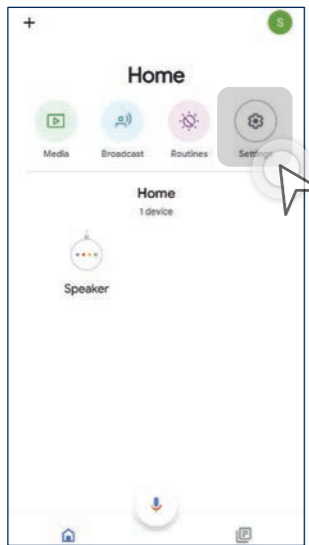 + S
Home
Media Broadcast Routines Settings
Home
1 device
Speaker